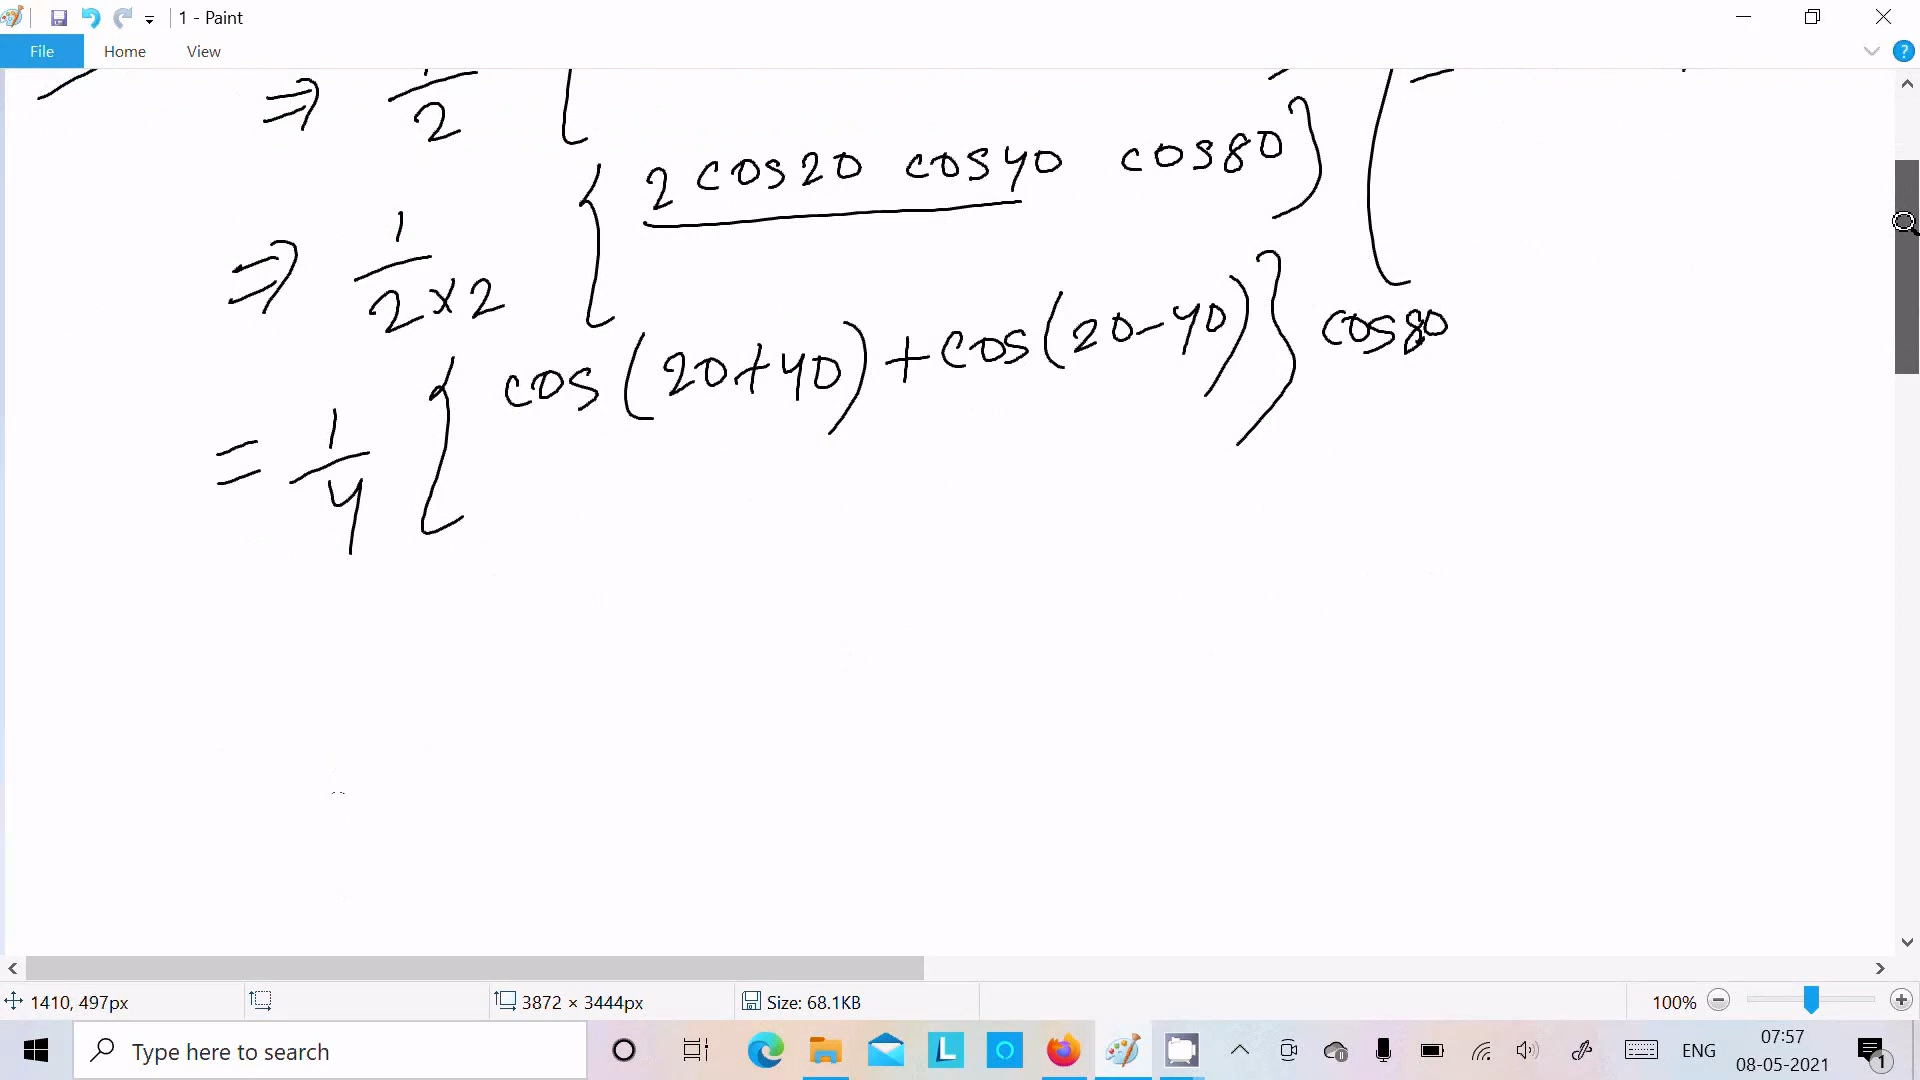 1 - Paint
File Home View
⇒ 1/2 {
⇒ 1/2×2 { 2 cos20 cos40 cos80 }
= 1/4 { cos(20+40)+cos(20-40) } cos80
1410, 497px 3872 × 3444px Size: 68.1KB 100%
Type here to search ENG 07:57
08-05-2021 1